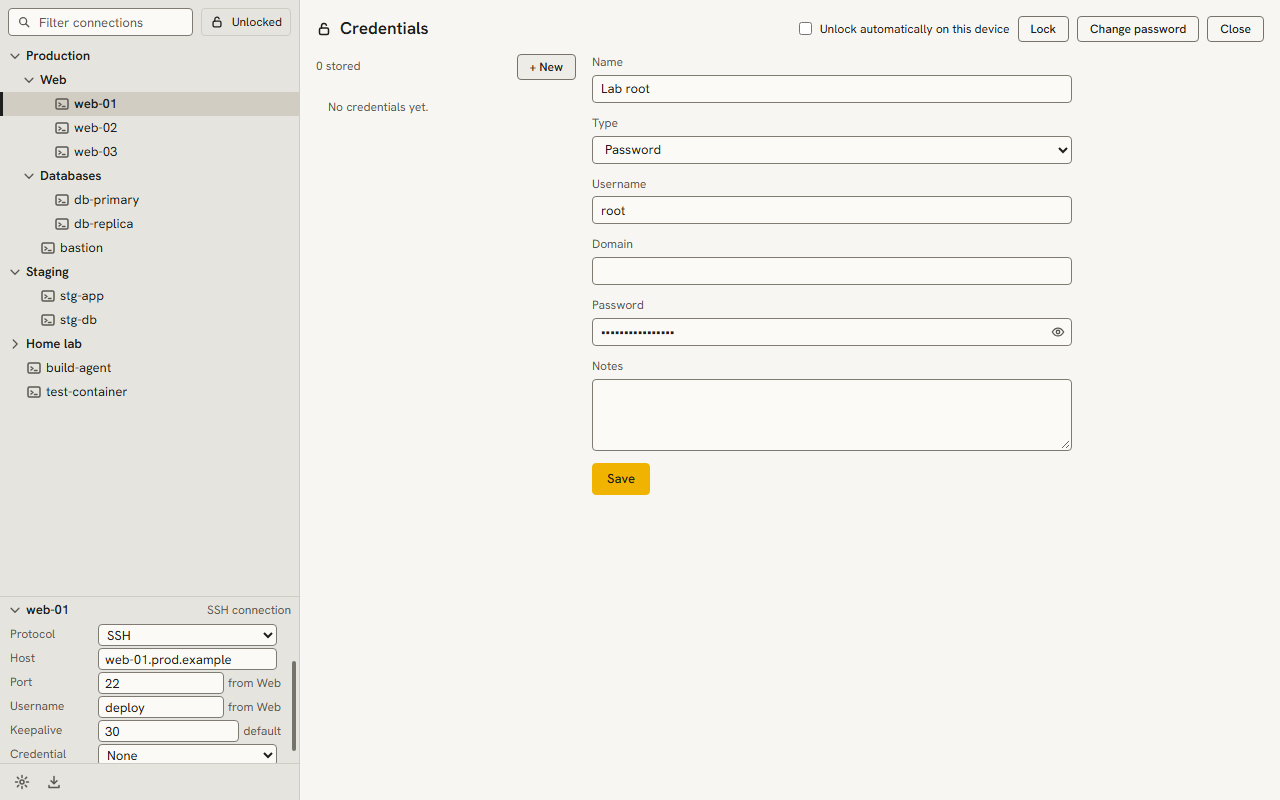 Filter connections
Unlocked
Production
Web
web-01
web-02
web-03
Databases
db-primary
db-replica
bastion
Staging
stg-app
stg-db
Home lab
build-agent
test-container
web-01 SSH connection
Protocol SSH
Host web-01.prod.example
Port 22 from Web
Username deploy from Web
Keepalive 30 default
Credential None
Credentials
Unlock automatically on this device
Lock
Change password
Close
0 stored
+ New
No credentials yet.
Name
Lab root
Type
Password
Username
root
Domain
Password
••••••••••••••••
Notes
Save